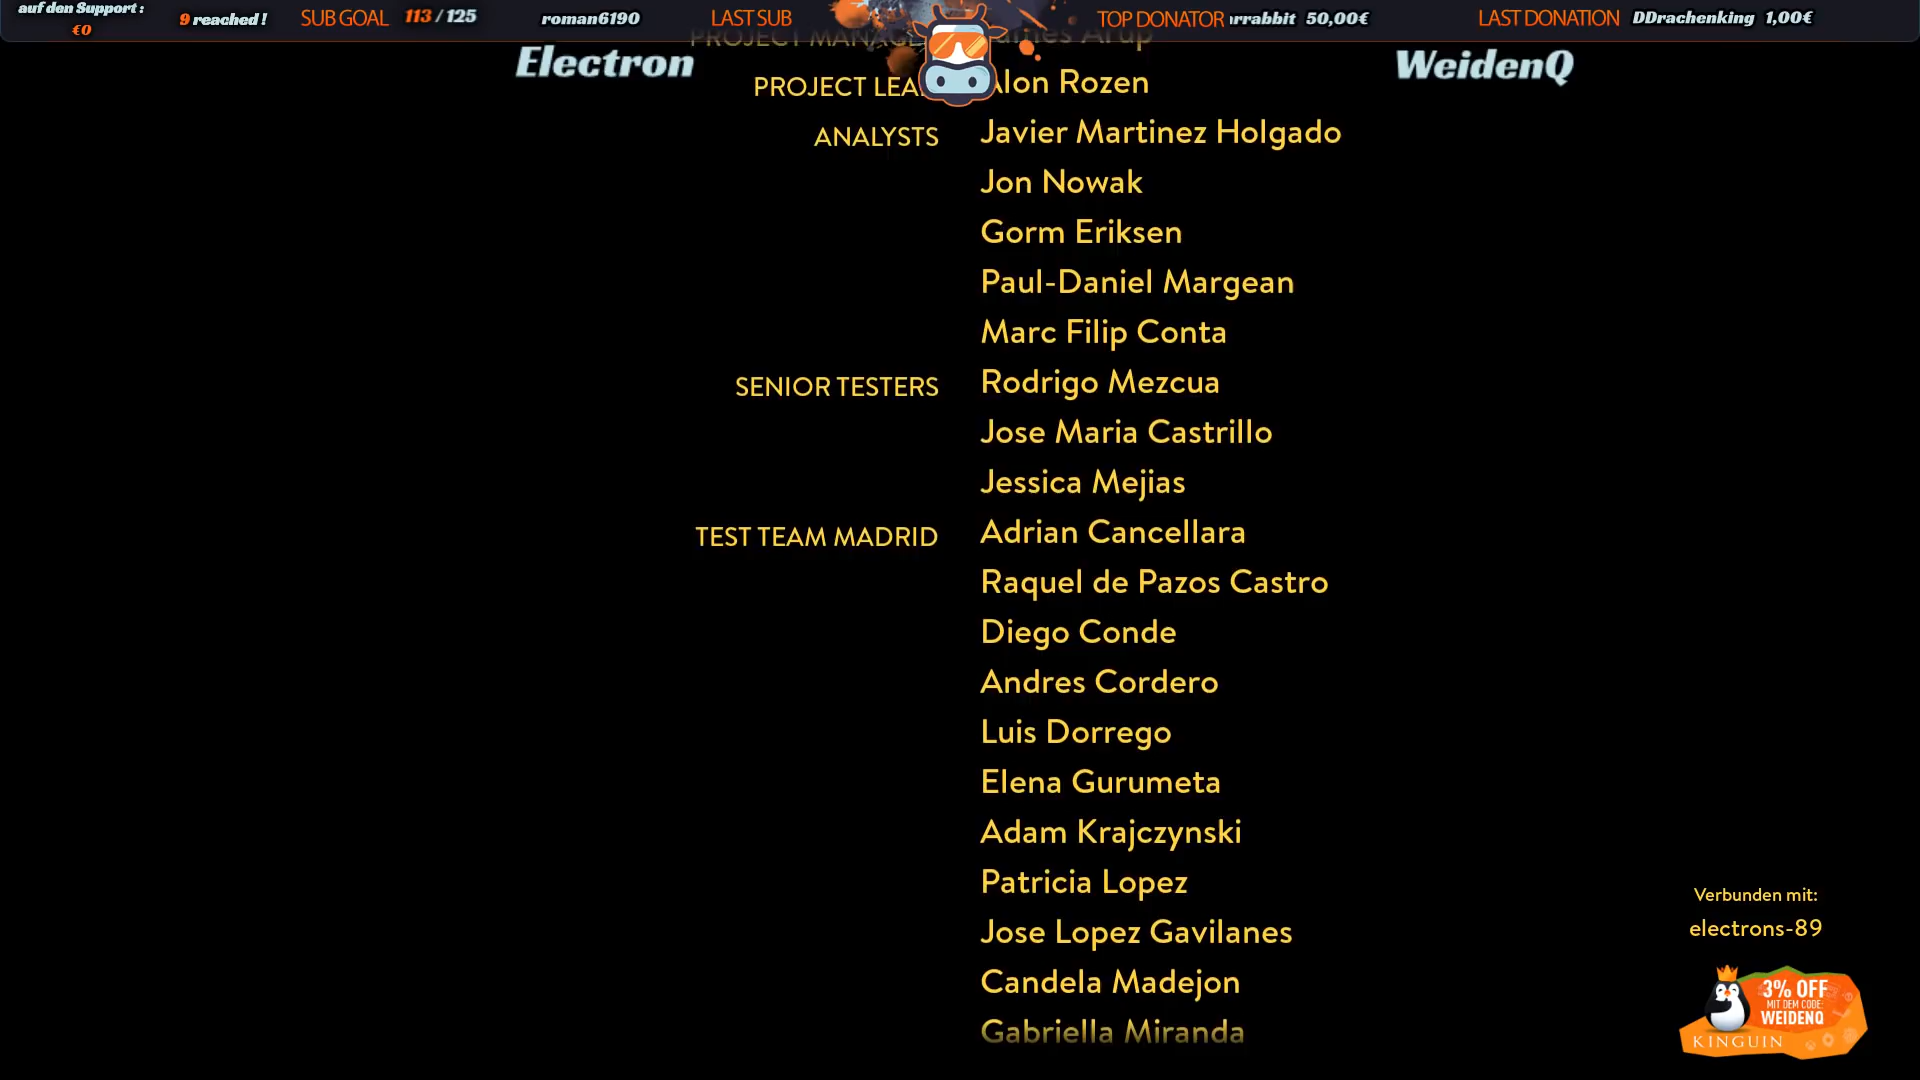 auf den Support :
€0
9 reached !
SUB GOAL 113 / 125
roman6190
LAST SUB
TOP DONATOR
50,00€
LAST DONATION DDrachenking 1,00€
PROJECT
Electron
WeidenQ
PROJECT Alon Rozen
ANALYSTS Javier Martinez Holgado
Jon Nowak
Gorm Eriksen
Paul-Daniel Margean
Marc Filip Conta
SENIOR TESTERS Rodrigo Mezcua
Jose Maria Castrillo
Jessica Mejias
TEST TEAM MADRID Adrian Cancellara
Raquel de Pazos Castro
Diego Conde
Andres Cordero
Luis Dorrego
Elena Gurumeta
Adam Krajczynski
Patricia Lopez
Jose Lopez Gavilanes
Candela Madejon
Gabriella Miranda
Verbunden mit:
electrons-89
3% OFF
MIT DEM CODE:
WEIDENQ
KINGUIN